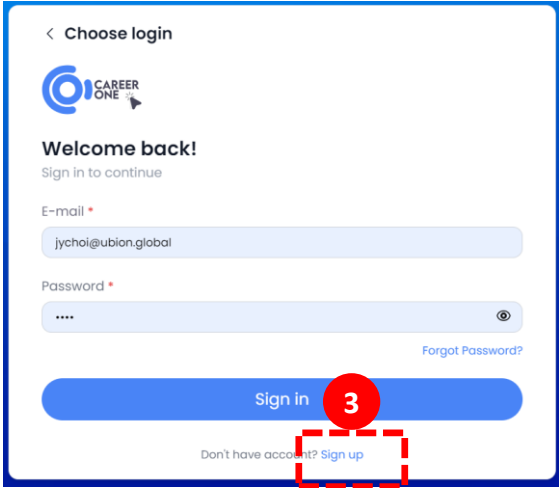 < Choose login
CAREER
ONE
Welcome back!
Sign in to continue
E-mail *
jychoi@ubion.global
Password *
••••
Forgot Password?
Sign in
3
Don't have account? Sign up